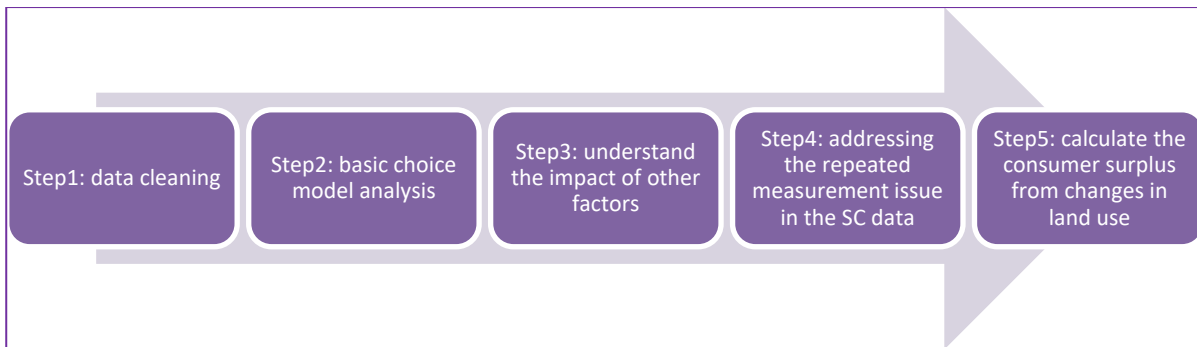 Step1: data cleaning
Step2: basic choice
model analysis
Step3: understand
the impact of other
factors
Step4: addressing
the repeated
measurement issue
in the SC data
Step5: calculate the
consumer surplus
from changes in
land use